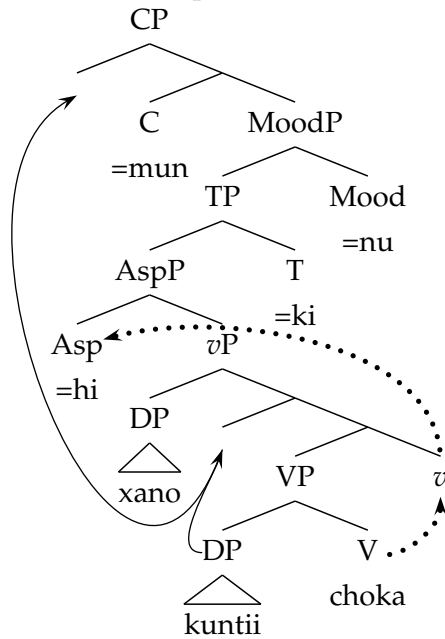 CP
C MoodP
=mun
TP Mood
=nu
AspP T
=ki
Asp vP
=hi
DP
xano
VP v
DP V
choka
kuntii